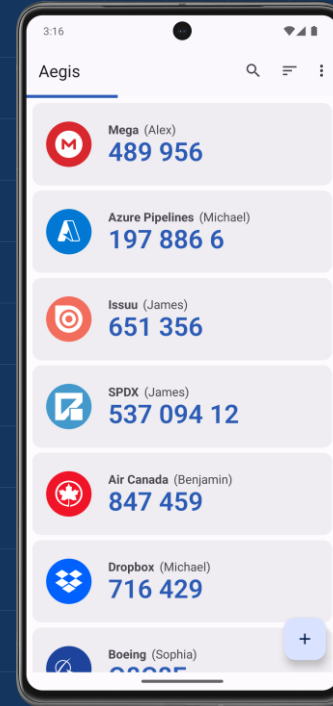 3:16
Aegis
Mega (Alex)
489 956
Azure Pipelines (Michael)
197 886 6
Issuu (James)
651 356
SPDX (James)
537 094 12
Air Canada (Benjamin)
847 459
Dropbox (Michael)
716 429
Boeing (Sophia)